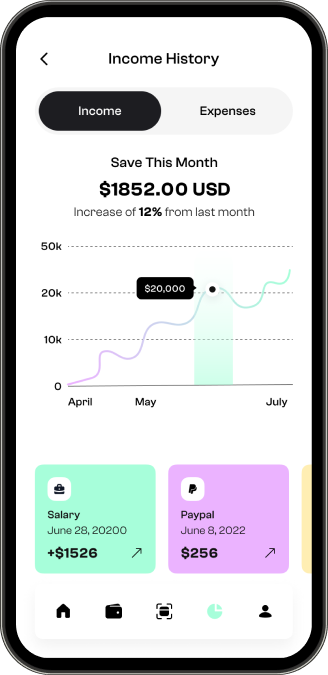 Income History
Income Expenses
Save This Month
$1852.00 USD
Increase of 12% from last month
50k
$20,000
20k
10k
0
April May July
Salary
June 28, 20200
+$1526
Paypal
June 8, 2022
$256